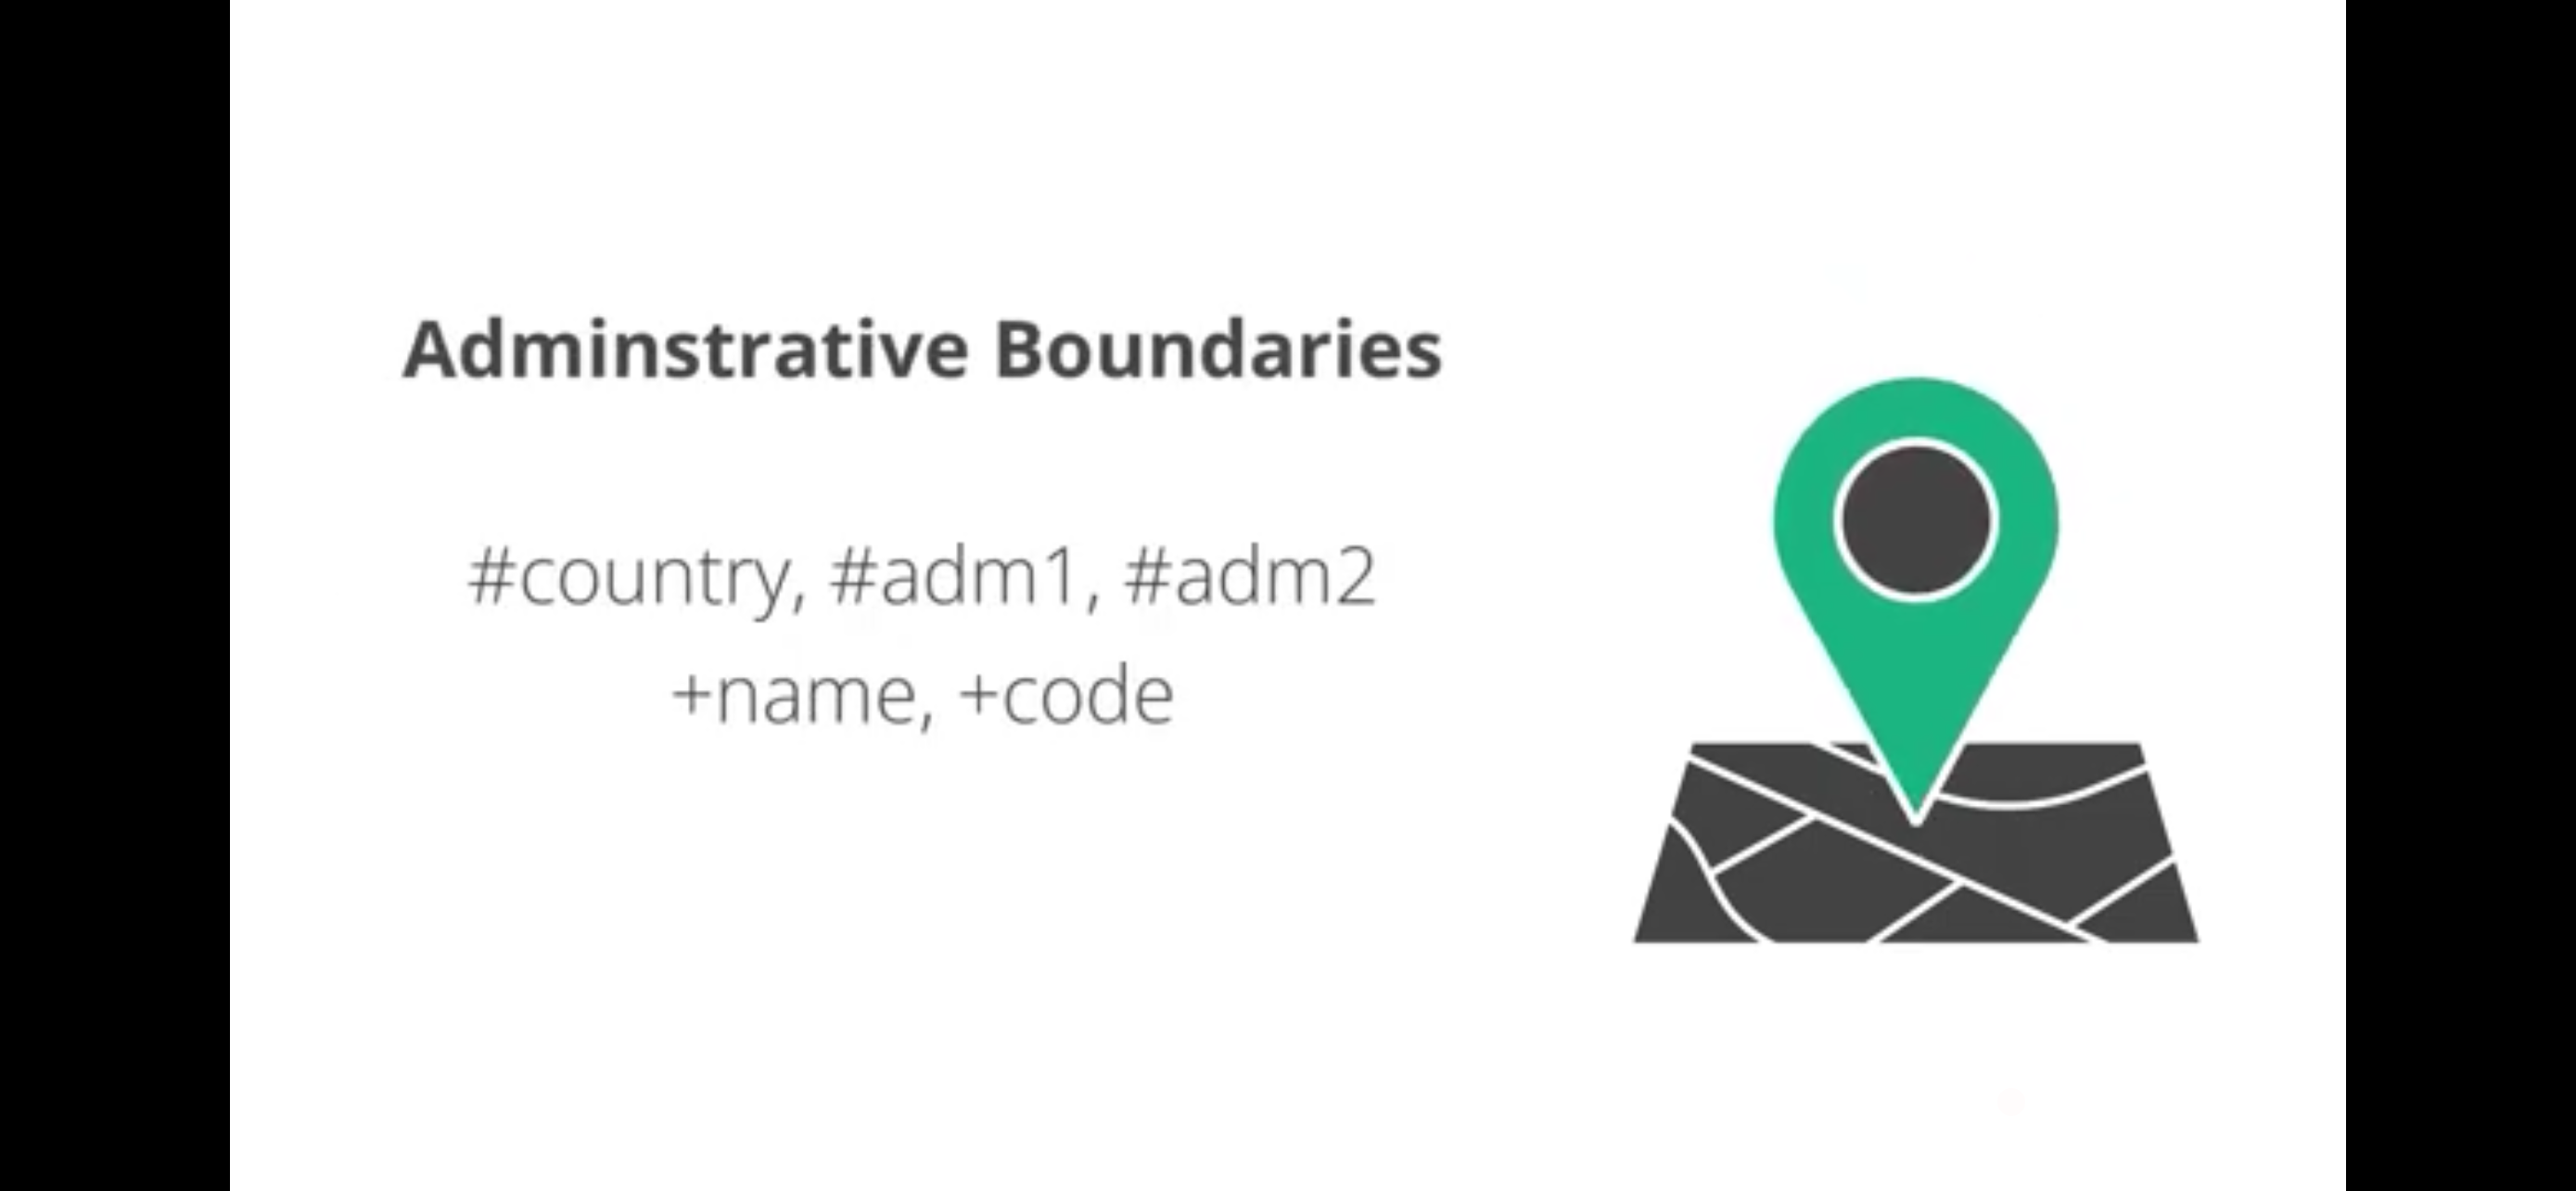 Adminstrative Boundaries
#country, #adm1, #adm2
+name, +code